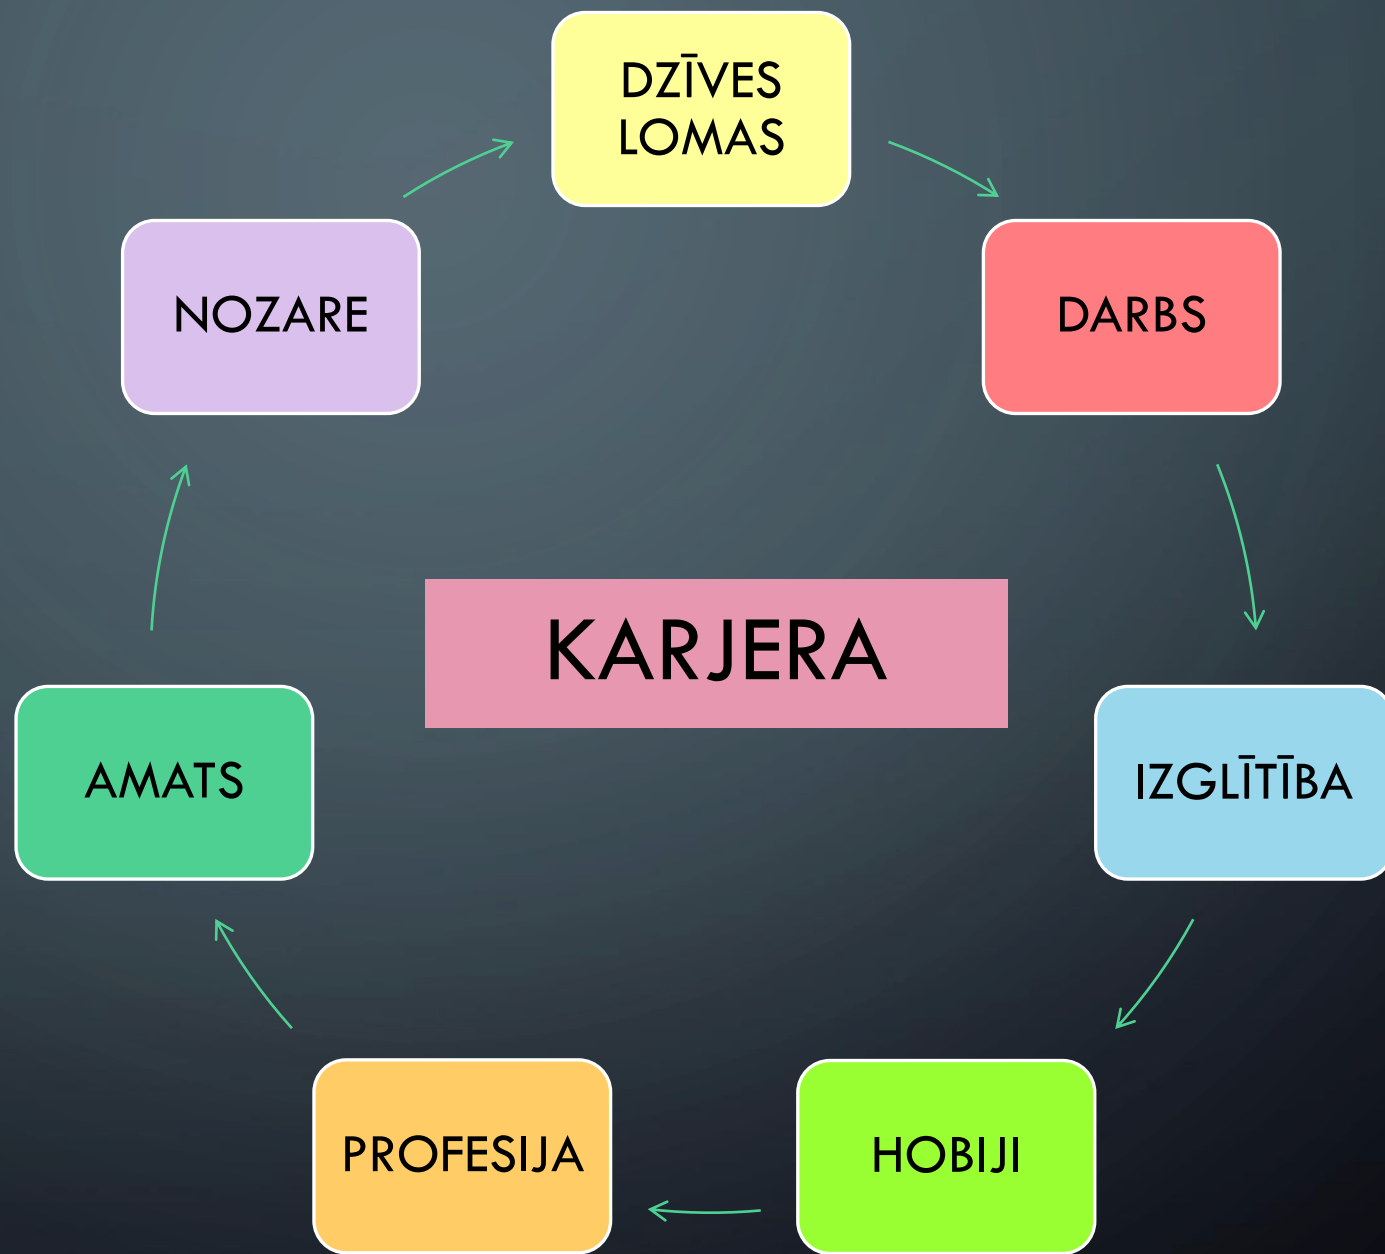 DZĪVES
LOMAS
DARBS
IZGLĪTĪBA
HOBIJI
PROFESIJA
AMATS
NOZARE
KARJERA